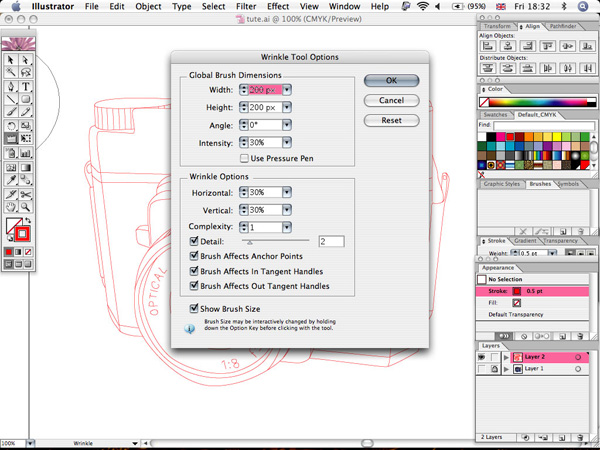 Illustrator File Edit Object Type Select Filter Effect View Window Help (95%) Fri 18:32
tute.ai @ 100% (CMYK/Preview)
Transform Align Pathfinder
Align Objects:
Distribute Objects:
Color
Swatches Default_CMYK
Find:
Graphic Styles Brushes Symbols
Stroke Gradient Transparency
Weight: 0.5 pt
Appearance
No Selection
Stroke: 0.5 pt
Fill:
Default Transparency
Layers
Layer 2
Layer 1
2 Layers
Wrinkle Tool Options
Global Brush Dimensions
Width: 200 px
Height: 200 px
Angle: 0°
Intensity: 30%
Use Pressure Pen
OK
Cancel
Reset
Wrinkle Options
Horizontal: 30%
Vertical: 30%
Complexity: 1
Detail: 2
Brush Affects Anchor Points
Brush Affects In Tangent Handles
Brush Affects Out Tangent Handles
Show Brush Size
Brush Size may be interactively changed by holding
down the Option Key before clicking with the tool.
OPTICAL
1:8
100% Wrinkle